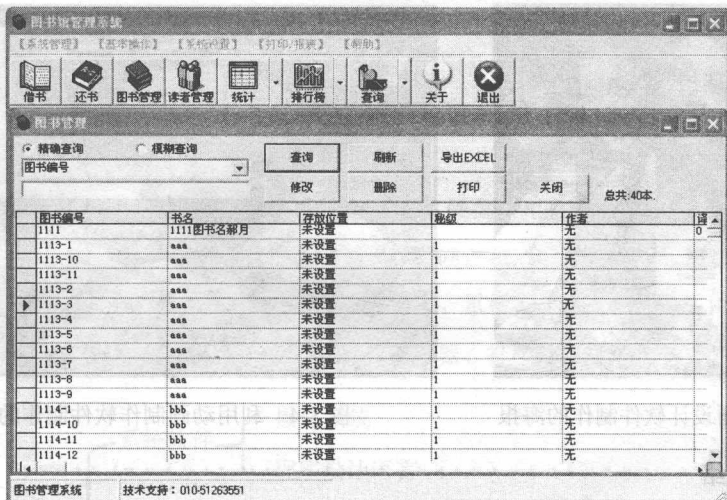 图书馆管理系统
【系统管理】 【基本操作】 【系统设置】 【打印/报表】 【帮助】
借书 还书 图书管理 读者管理 统计 排行榜 查询 关于 退出
图书管理
精确查询 模糊查询
图书编号
查询 刷新 导出EXCEL
修改 删除 打印 关闭 总共:40本.
图书编号 书名 存放位置 秘级 作者 译
1111 1111图书名郝月 未设置 无 0
1113-1 aaa 未设置 1 无
1113-10 aaa 未设置 1 无
1113-11 aaa 未设置 1 无
1113-2 aaa 未设置 1 无
1113-3 aaa 未设置 1 无
1113-4 aaa 未设置 1 无
1113-5 aaa 未设置 1 无
1113-6 aaa 未设置 1 无
1113-7 aaa 未设置 1 无
1113-8 aaa 未设置 1 无
1113-9 aaa 未设置 1 无
1114-1 bbb 未设置 1 无
1114-10 bbb 未设置 1 无
1114-11 bbb 未设置 1 无
1114-12 bbb 未设置 1 无
图书管理系统 技术支持：010-51263551